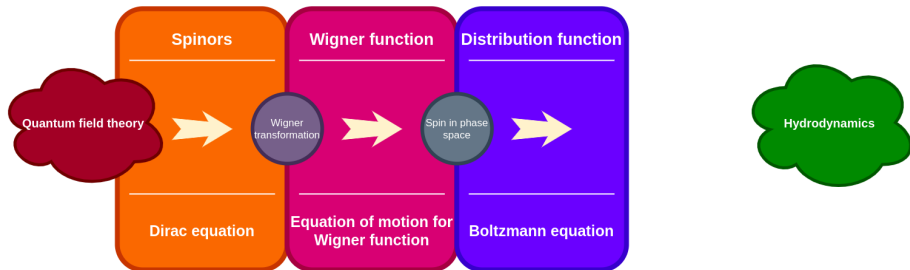 Spinors
Wigner function
Distribution function
Quantum field theory
Wigner
transformation
Spin in phase
space
Hydrodynamics
Dirac equation
Equation of motion for
Wigner function
Boltzmann equation